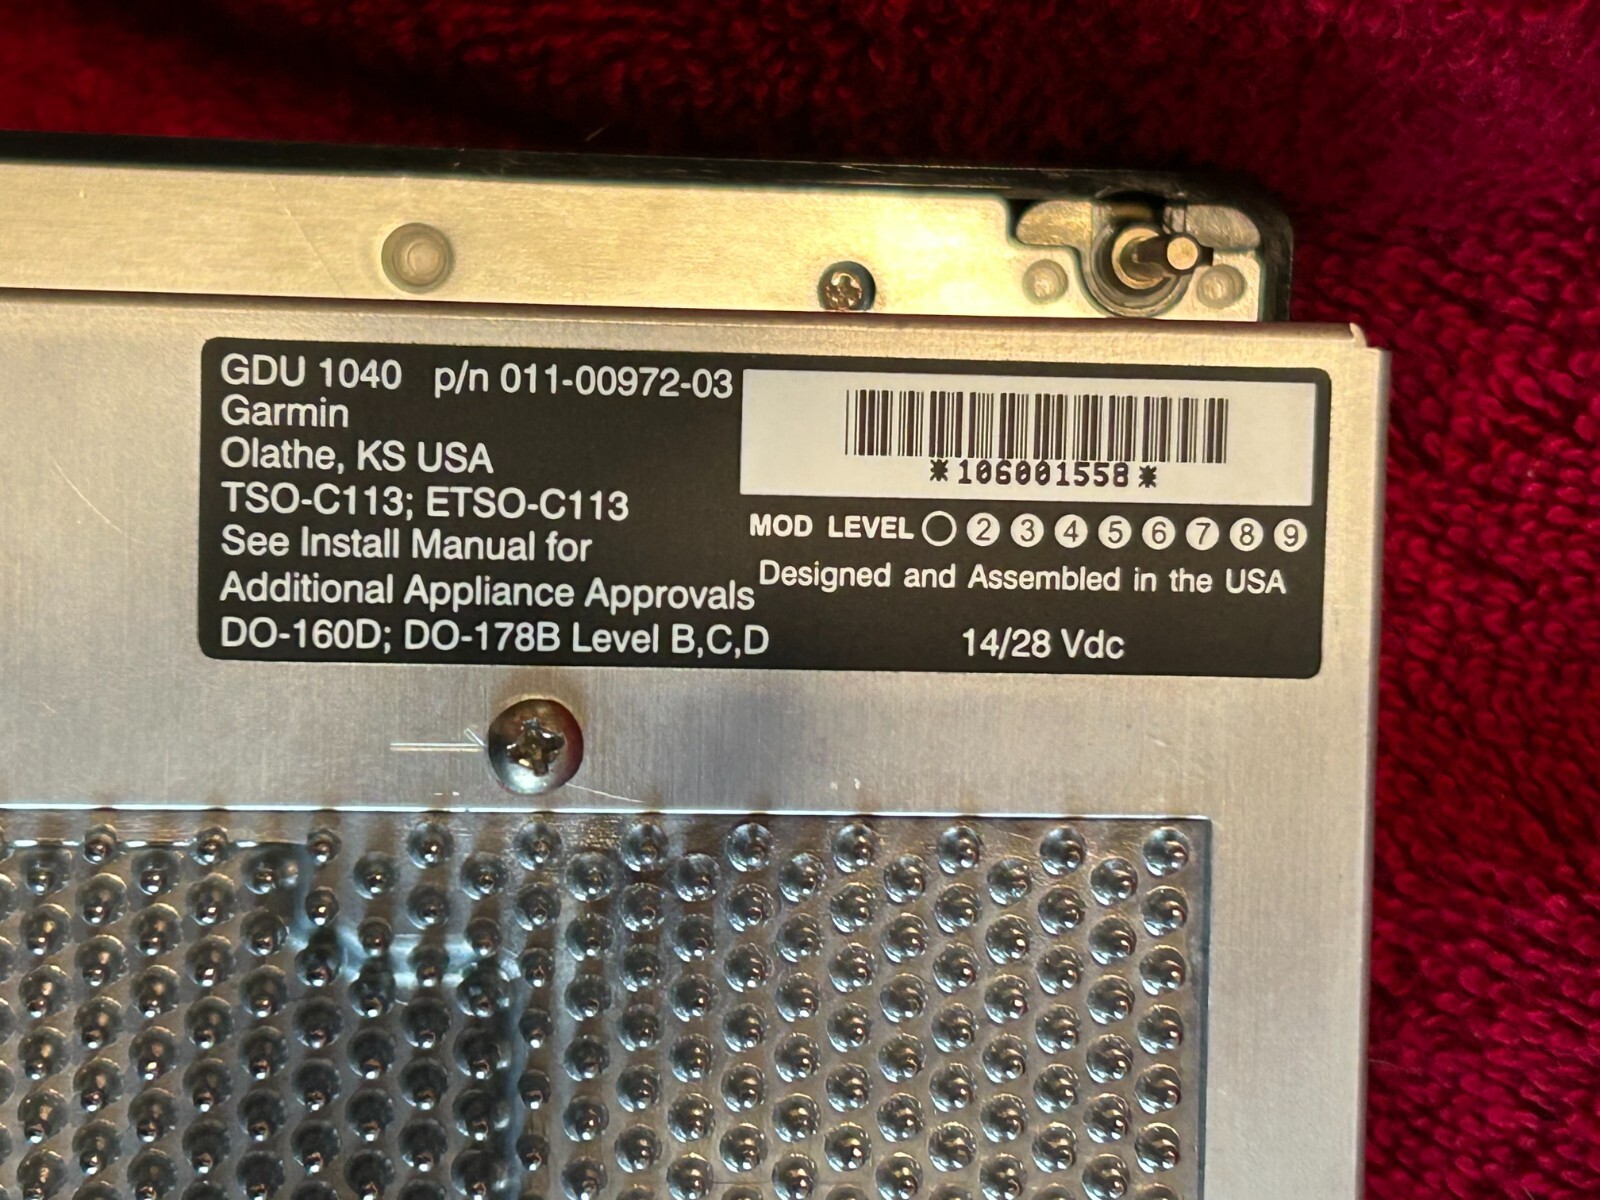 GDU 1040 p/n 011-00972-03
Garmin
Olathe, KS USA
TSO-C113; ETSO-C113
See Install Manual for
Additional Appliance Approvals
DO-160D; DO-178B Level B,C,D
*106001558*
MOD LEVEL 2 3 4 5 6 7 8 9
Designed and Assembled in the USA
14/28 Vdc